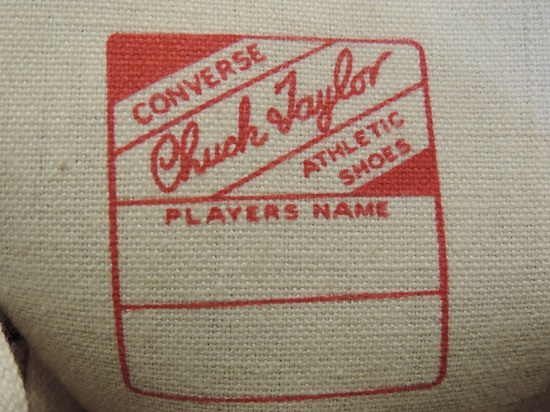 CONVERSE
Chuck Taylor
ATHLETIC
SHOES
PLAYERS NAME